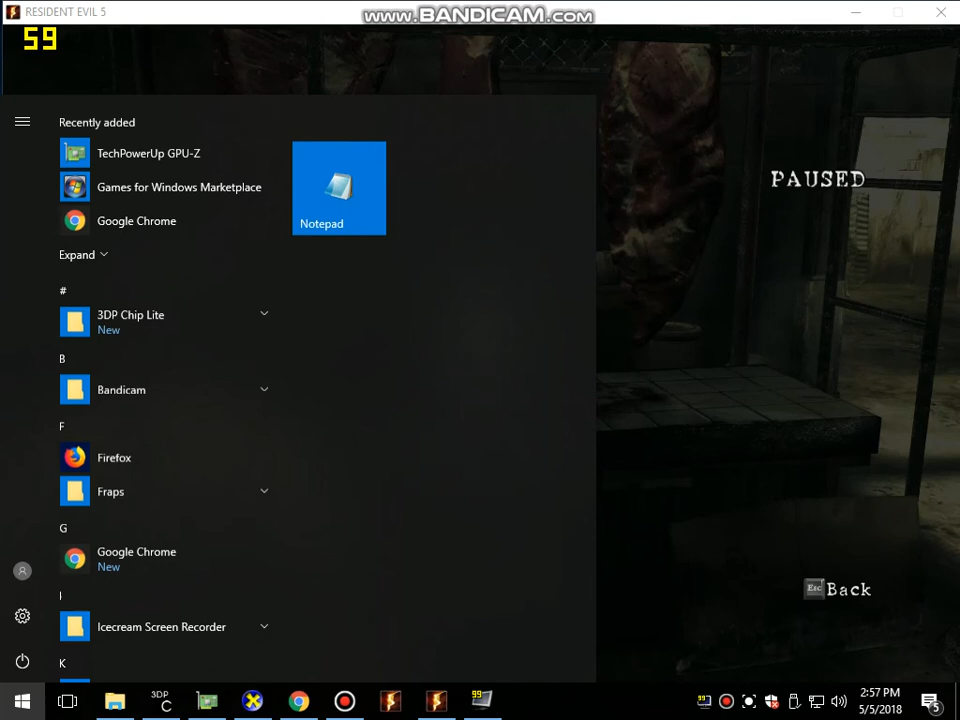 RESIDENT EVIL 5
www.BANDICAM.com
59
Recently added
TechPowerUp GPU-Z
Games for Windows Marketplace
Google Chrome
Expand
Notepad
PAUSED
#
3DP Chip Lite
New
B
Bandicam
F
Firefox
Fraps
G
Google Chrome
New
I
Icecream Screen Recorder
K
Esc Back
3DP
C
99
99
2:57 PM
5/5/2018
5